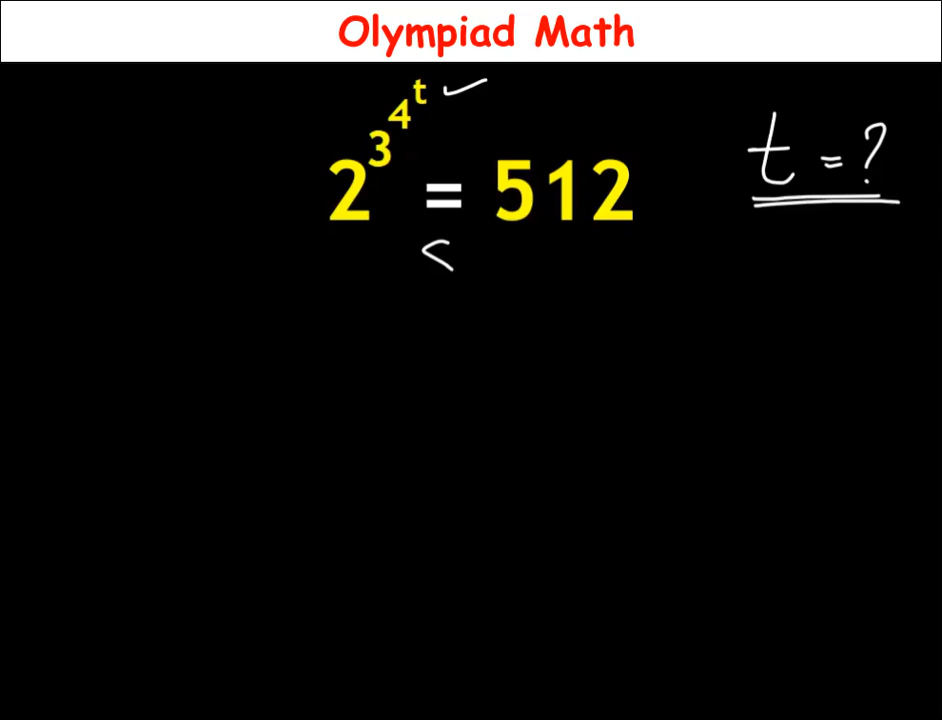 Olympiad Math
2^3^4^t = 512
t = ?